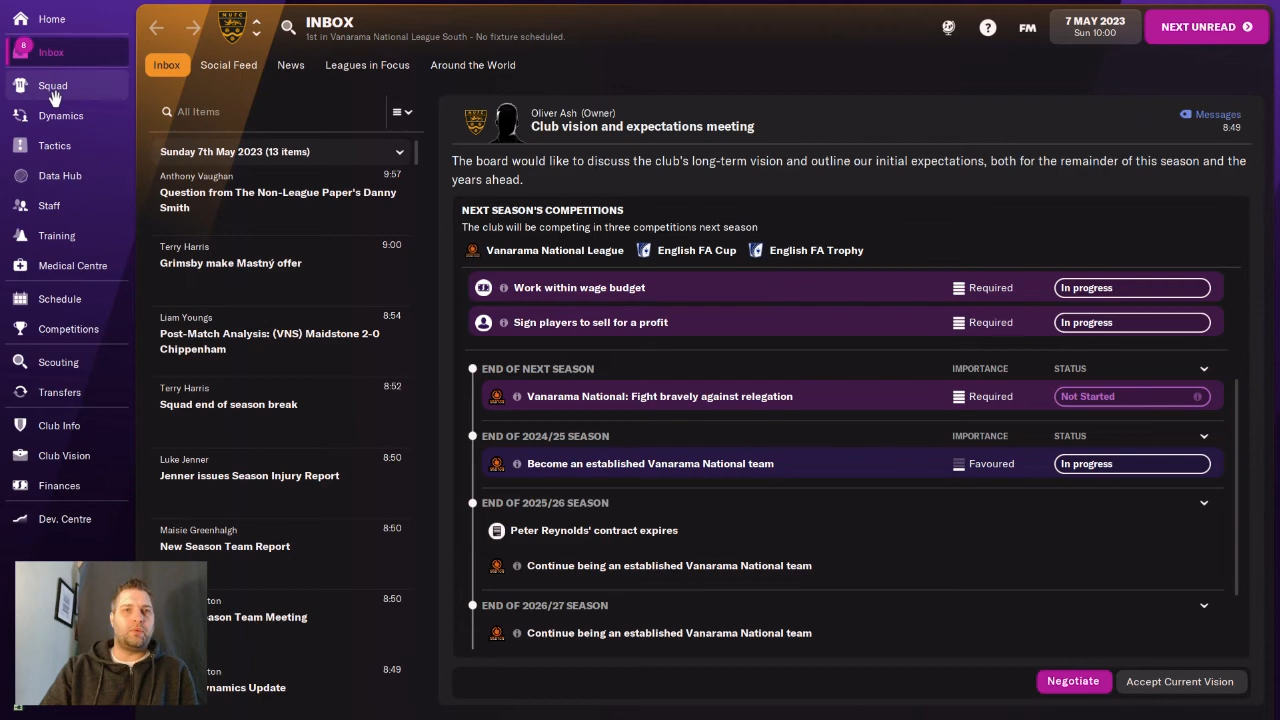 Home
8
Inbox
Squad
Dynamics
Tactics
Data Hub
Staff
Training
Medical Centre
Schedule
Competitions
Scouting
Transfers
Club Info
Club Vision
Finances
Dev. Centre
INBOX
1st in Vanarama National League South - No fixture scheduled.
FM
7 MAY 2023
Sun 10:00
NEXT UNREAD
Inbox
Social Feed
News
Leagues in Focus
Around the World
All Items
Sunday 7th May 2023 (13 items)
Anthony Vaughan 9:57
Question from The Non-League Paper's Danny
Smith
Terry Harris 9:00
Grimsby make Mastný offer
Liam Youngs 8:54
Post-Match Analysis: (VNS) Maidstone 2-0
Chippenham
Terry Harris 8:52
Squad end of season break
Luke Jenner 8:50
Jenner issues Season Injury Report
Maisie Greenhalgh 8:50
New Season Team Report
8:50
ason Team Meeting
8:49
ynamics Update
Oliver Ash (Owner)
Club vision and expectations meeting
Messages
8:49
The board would like to discuss the club's long-term vision and outline our initial expectations, both for the remainder of this season and the
years ahead.
NEXT SEASON'S COMPETITIONS
The club will be competing in three competitions next season
Vanarama National League English FA Cup English FA Trophy
Work within wage budget Required In progress
Sign players to sell for a profit Required In progress
END OF NEXT SEASON IMPORTANCE STATUS
Vanarama National: Fight bravely against relegation Required Not Started
END OF 2024/25 SEASON IMPORTANCE STATUS
Become an established Vanarama National team Favoured In progress
END OF 2025/26 SEASON
Peter Reynolds' contract expires
Continue being an established Vanarama National team
END OF 2026/27 SEASON
Continue being an established Vanarama National team
Negotiate
Accept Current Vision